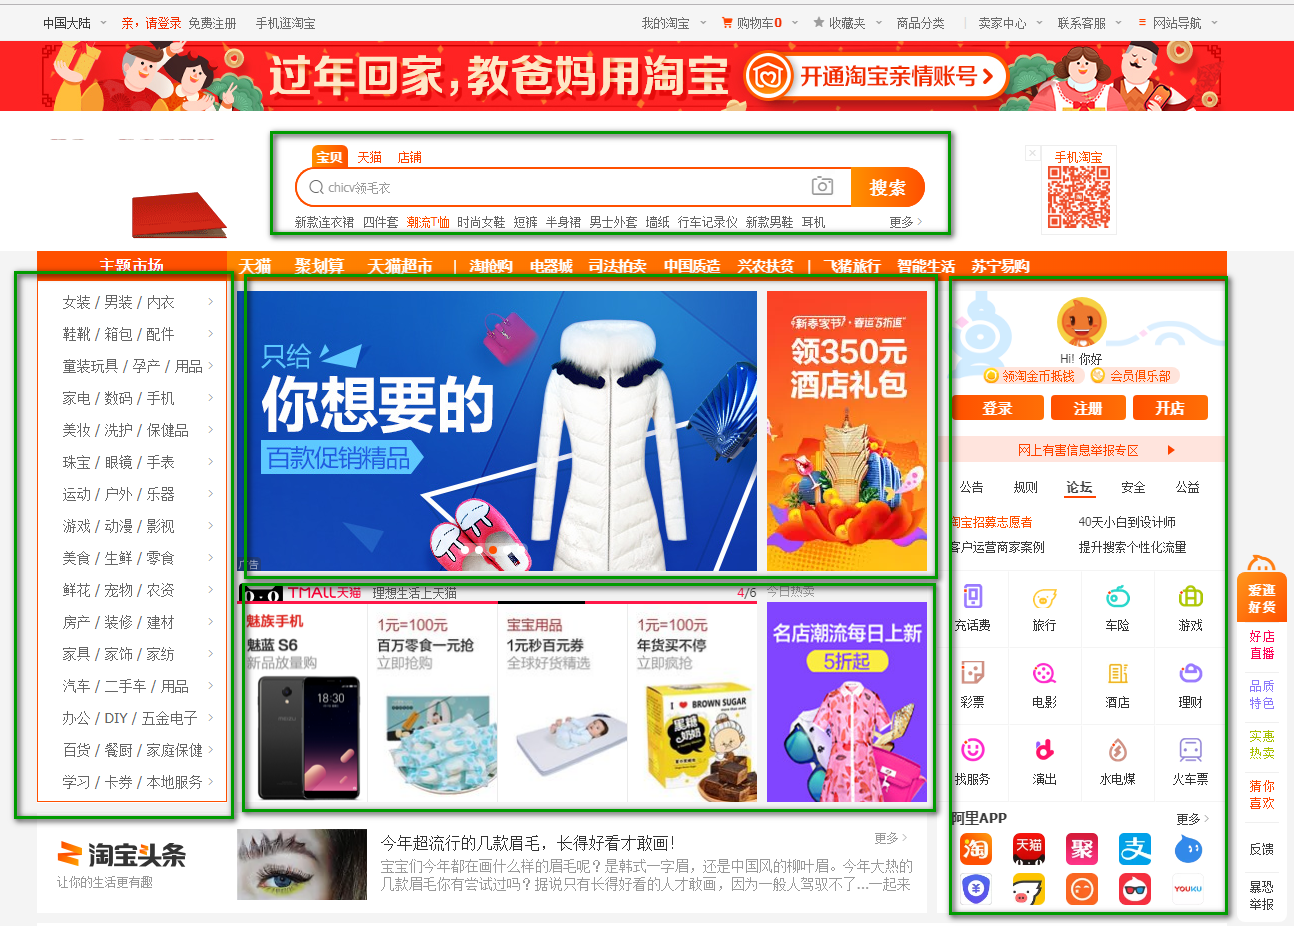 中国大陆 亲，请登录 免费注册 手机逛淘宝 我的淘宝 购物车0 收藏夹 商品分类 卖家中心 联系客服 网站导航
过年回家,教爸妈用淘宝 开通淘宝亲情账号
宝贝 天猫 店铺
手机淘宝
chicv领毛衣 搜索
新款连衣裙 四件套 潮流T恤 时尚女鞋 短裤 半身裙 男士外套 墙纸 行车记录仪 新款男鞋 耳机 更多
主题市场 天猫 聚划算 天猫超市 | 淘抢购 电器城 司法拍卖 中国质造 兴农扶贫 | 飞猪旅行 智能生活 苏宁易购
女装 / 男装 / 内衣
鞋靴 / 箱包 / 配件
童装玩具 / 孕产 / 用品
家电 / 数码 / 手机
美妆 / 洗护 / 保健品
珠宝 / 眼镜 / 手表
运动 / 户外 / 乐器
游戏 / 动漫 / 影视
美食 / 生鲜 / 零食
鲜花 / 宠物 / 农资
房产 / 装修 / 建材
家具 / 家饰 / 家纺
汽车 / 二手车 / 用品
办公 / DIY / 五金电子
百货 / 餐厨 / 家庭保健
学习 / 卡券 / 本地服务
只给
你想要的
百款促销精品
广告
新春家节 · 春运5折返
领350元
酒店礼包
Hi! 你好
领淘金币抵钱 会员俱乐部
登录 注册 开店
网上有害信息举报专区
公告 规则 论坛 安全 公益
淘宝招募志愿者 40天小白到设计师
客户运营商家案例 提升搜索个性化流量
充话费 旅行 车险 游戏
彩票 电影 酒店 理财
找服务 演出 水电煤 火车票
阿里APP 更多
淘 天猫 聚 支
YOUKU
TMALL天猫 理想生活上天猫 4/6 今日热卖
魅族手机
魅蓝 S6
新品放量购
18:30
1元=100元
百万零食一元抢
立即抢购
宝宝用品
1元秒百元券
全球好货精选
1元=100元
年货买不停
立即疯抢
I BROWN SUGAR
黑糖
奶奶
名店潮流每日上新
5折起
爱逛
好货
好店
直播
品质
特色
实惠
热卖
猜你
喜欢
反馈
暴恐
举报
淘宝头条
让你的生活更有趣
今年超流行的几款眉毛，长得好看才敢画！ 更多
宝宝们今年都在画什么样的眉毛呢？是韩式一字眉，还是中国风的柳叶眉。今年大热的
几款眉毛你有尝试过吗？据说只有长得好看的人才敢画，因为一般人驾驭不了...一起来